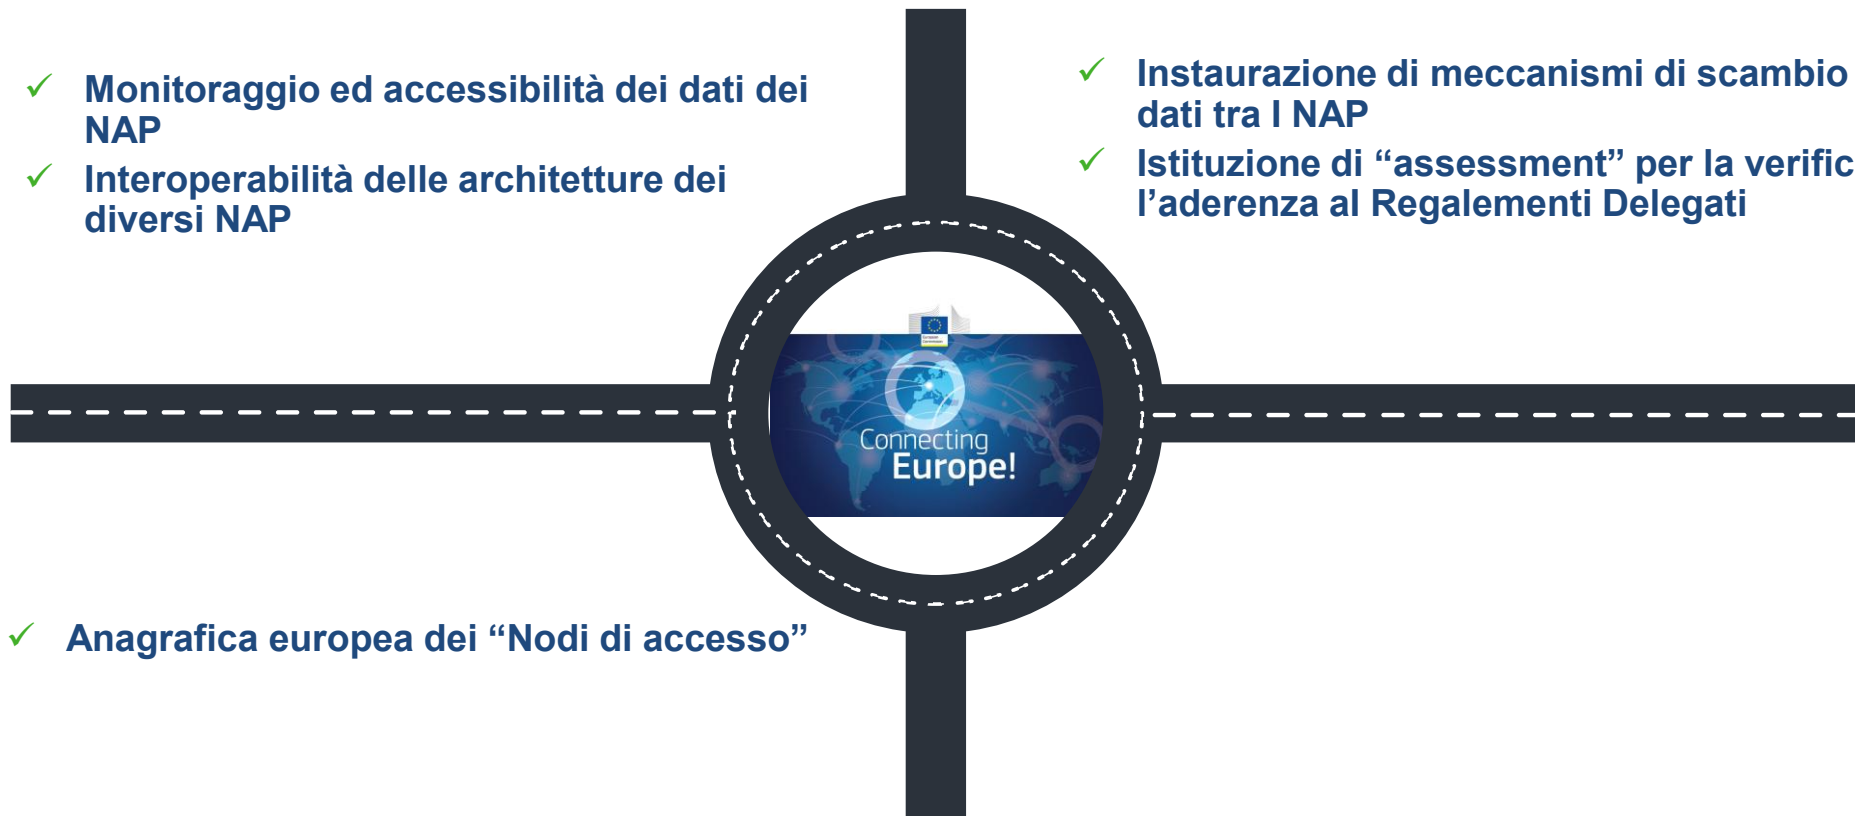 Monitoraggio ed accessibilità dei dati dei
NAP
Interoperabilità delle architetture dei
diversi NAP
Instaurazione di meccanismi di scambio
dati tra I NAP
Istituzione di “assessment” per la verific
l’aderenza al Regalementi Delegati
European
Commission
Connecting
Europe!
Anagrafica europea dei “Nodi di accesso”